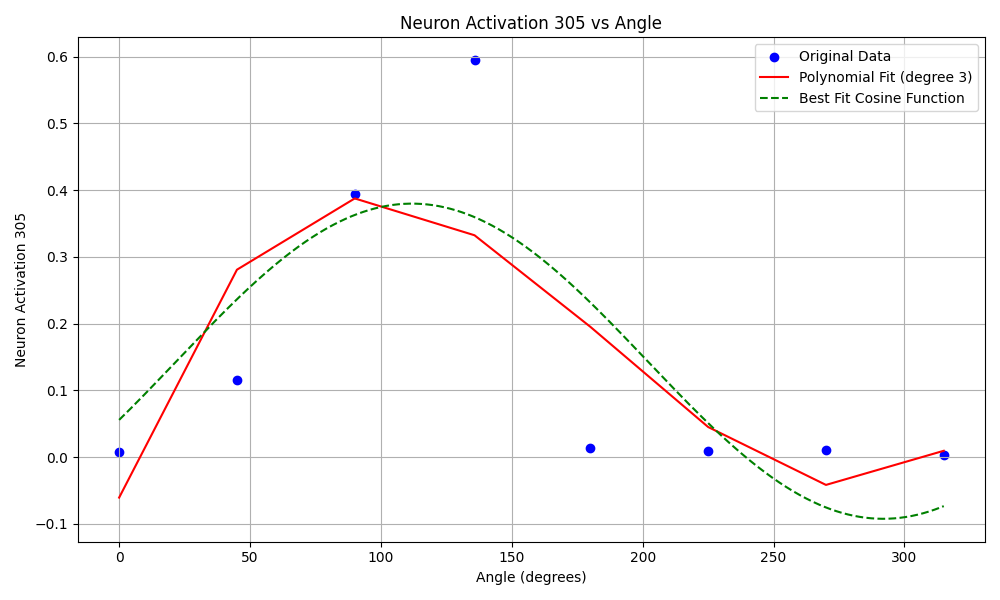 Neuron Activation 305 vs Angle
Original Data
Polynomial Fit (degree 3)
Best Fit Cosine Function
Neuron Activation 305
0.6
0.5
0.4
0.3
0.2
0.1
0.0
−0.1
0 50 100 150 200 250 300
Angle (degrees)